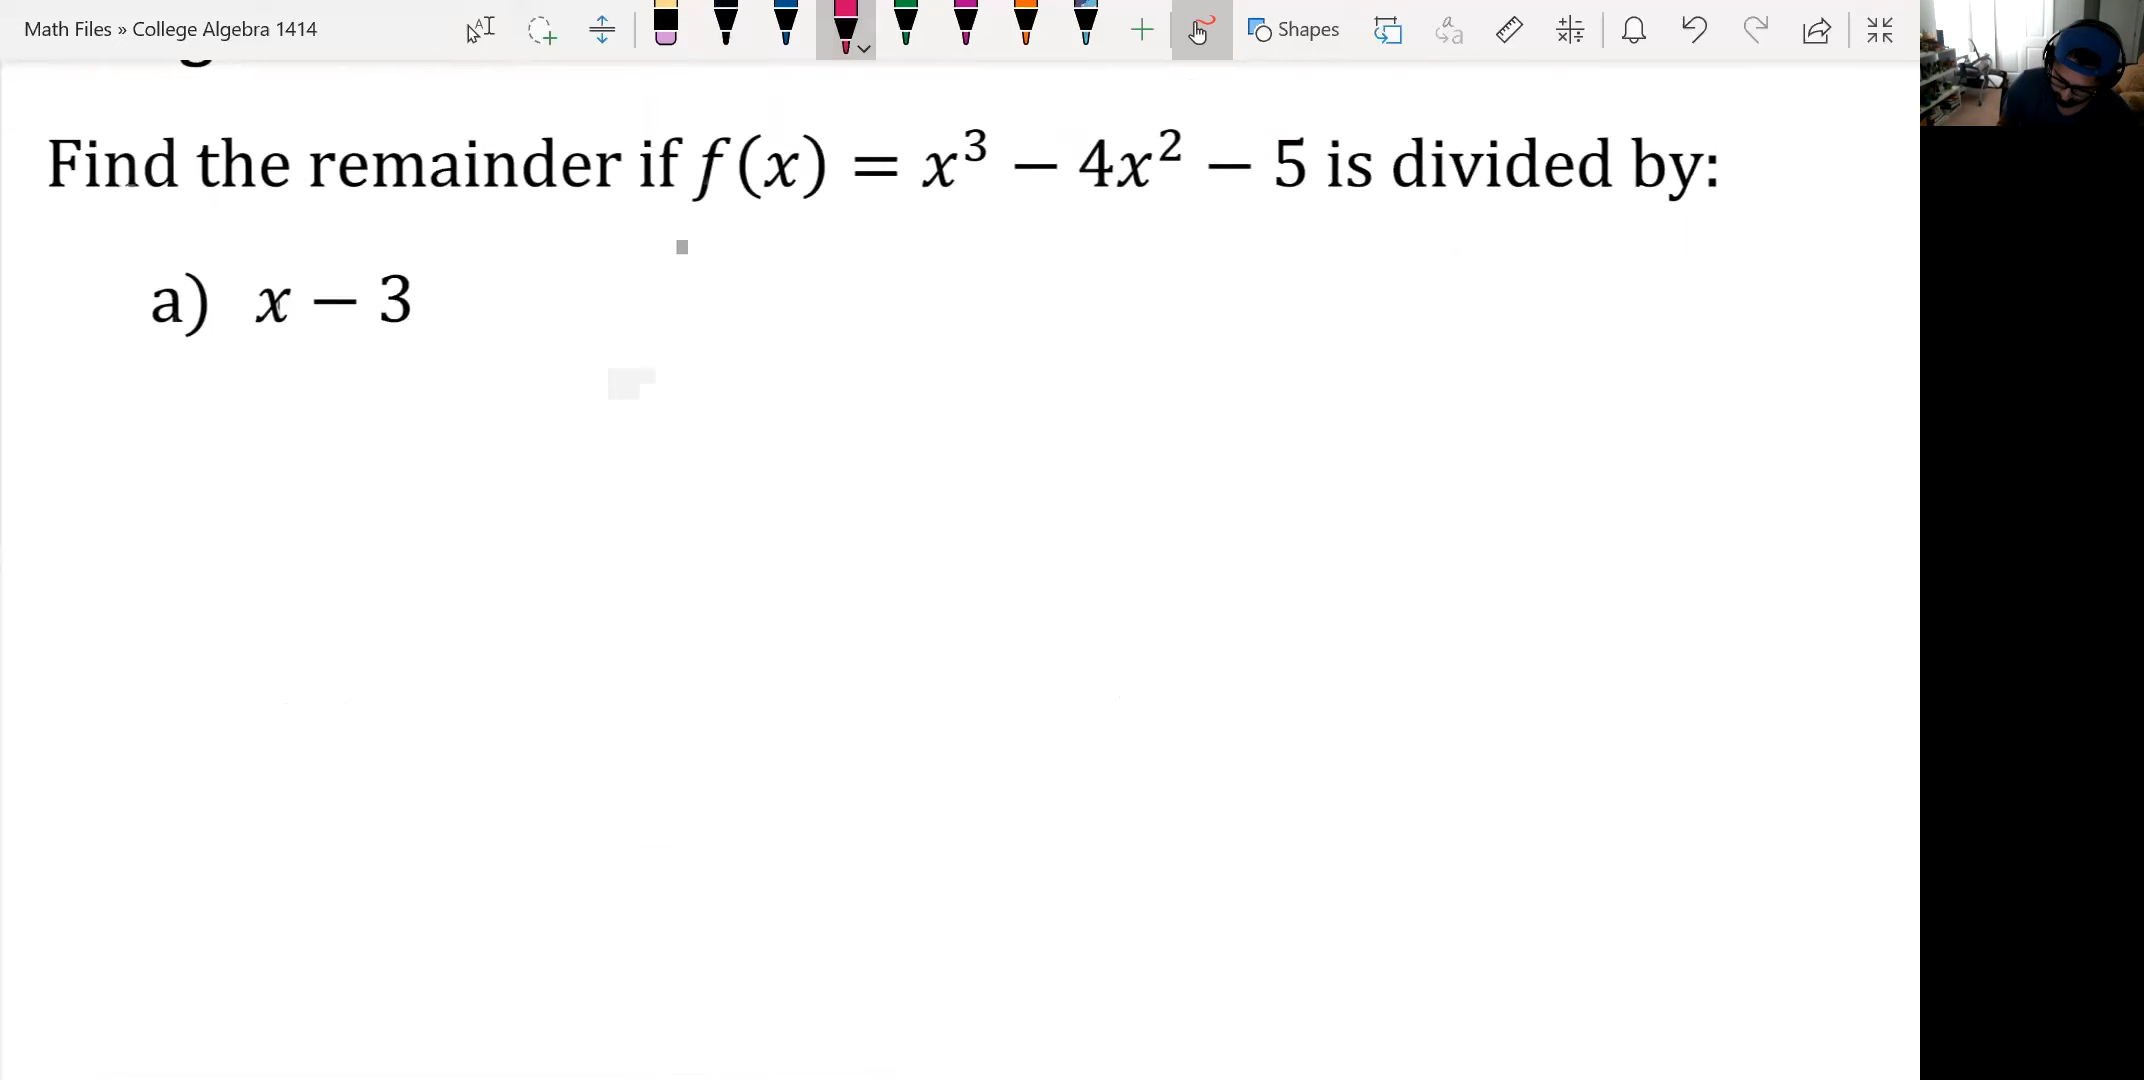 Math Files » College Algebra 1414
Shapes
Find the remainder if f(x) = x³ − 4x² − 5 is divided by:
a) x − 3